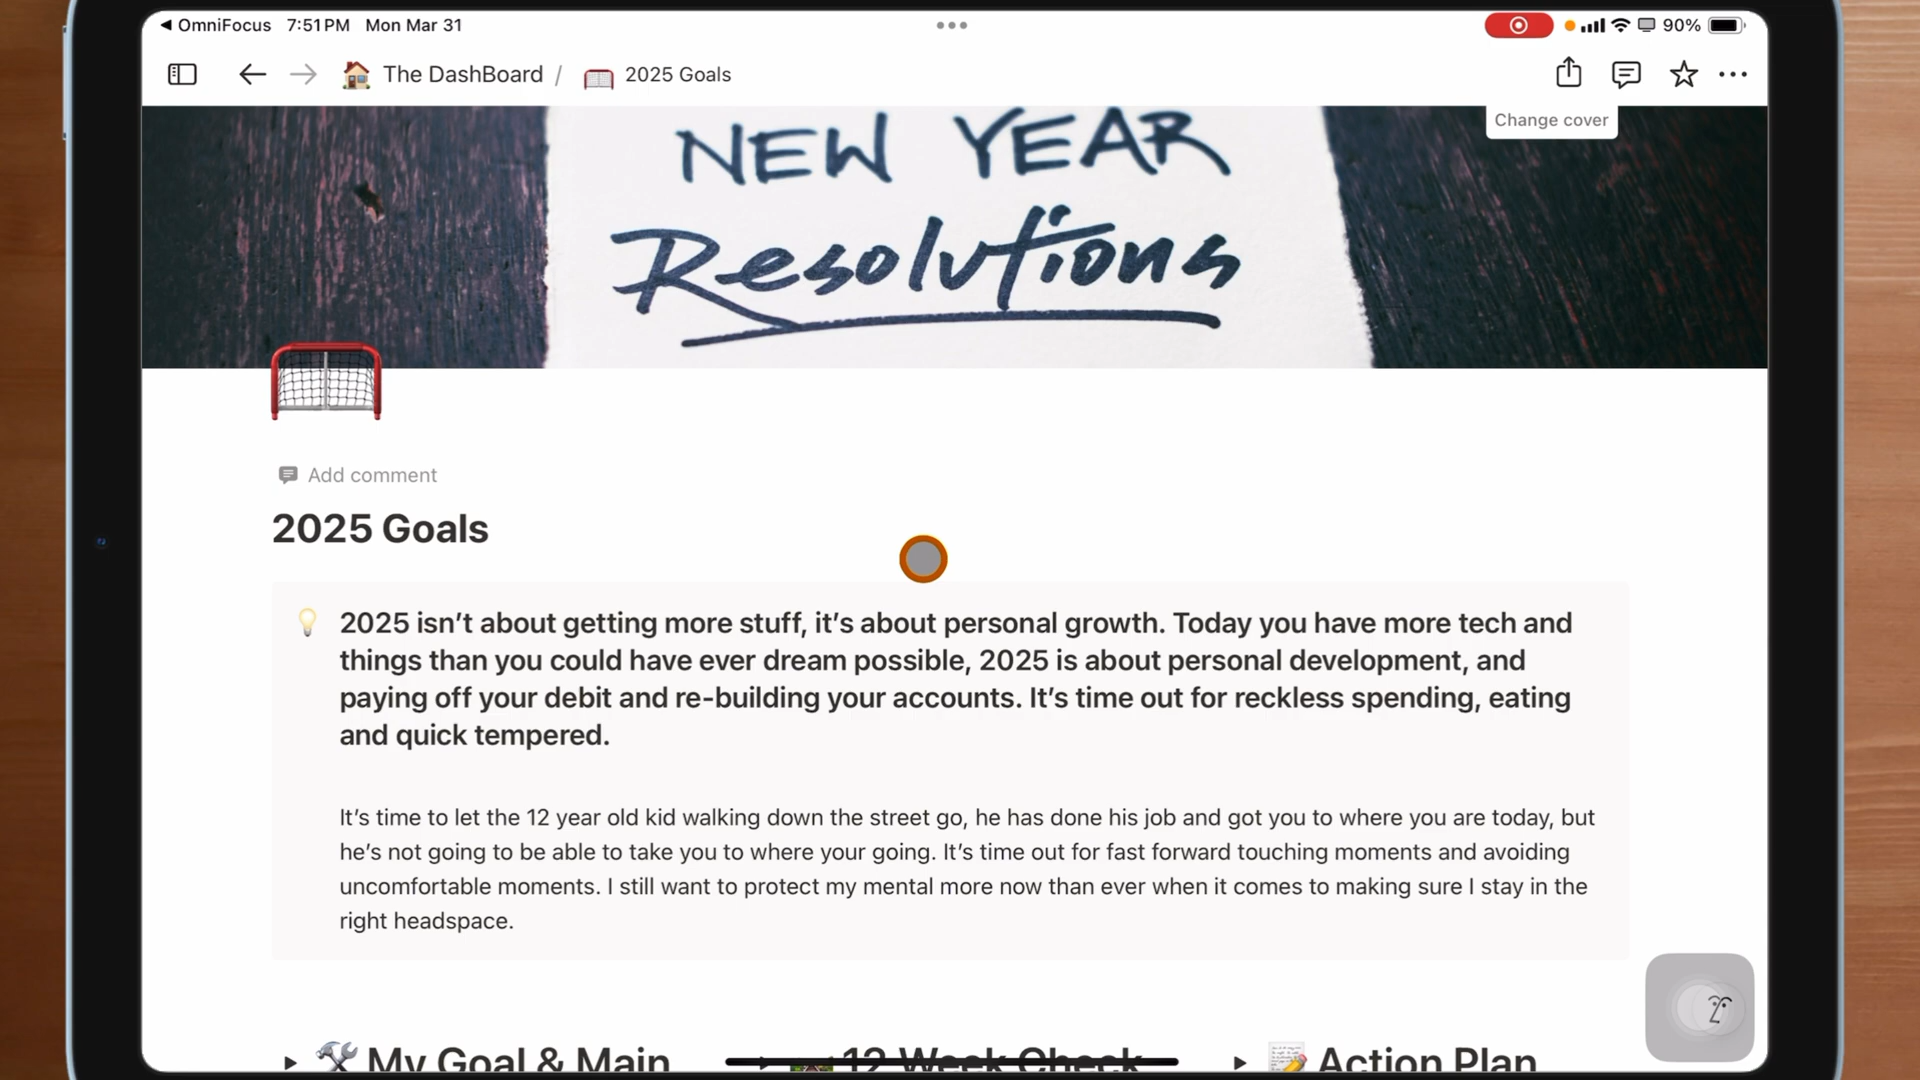 OmniFocus 7:51 PM Mon Mar 31 90%
The DashBoard / 2025 Goals
Change cover
NEW YEAR
Resolutions
Add comment
2025 Goals
2025 isn't about getting more stuff, it's about personal growth. Today you have more tech and
things than you could have ever dream possible, 2025 is about personal development, and
paying off your debit and re-building your accounts. It's time out for reckless spending, eating
and quick tempered.
It's time to let the 12 year old kid walking down the street go, he has done his job and got you to where you are today, but
he's not going to be able to take you to where your going. It's time out for fast forward touching moments and avoiding
uncomfortable moments. I still want to protect my mental more now than ever when it comes to making sure I stay in the
right headspace.
My Goal & Main 12 Week Check Action Plan